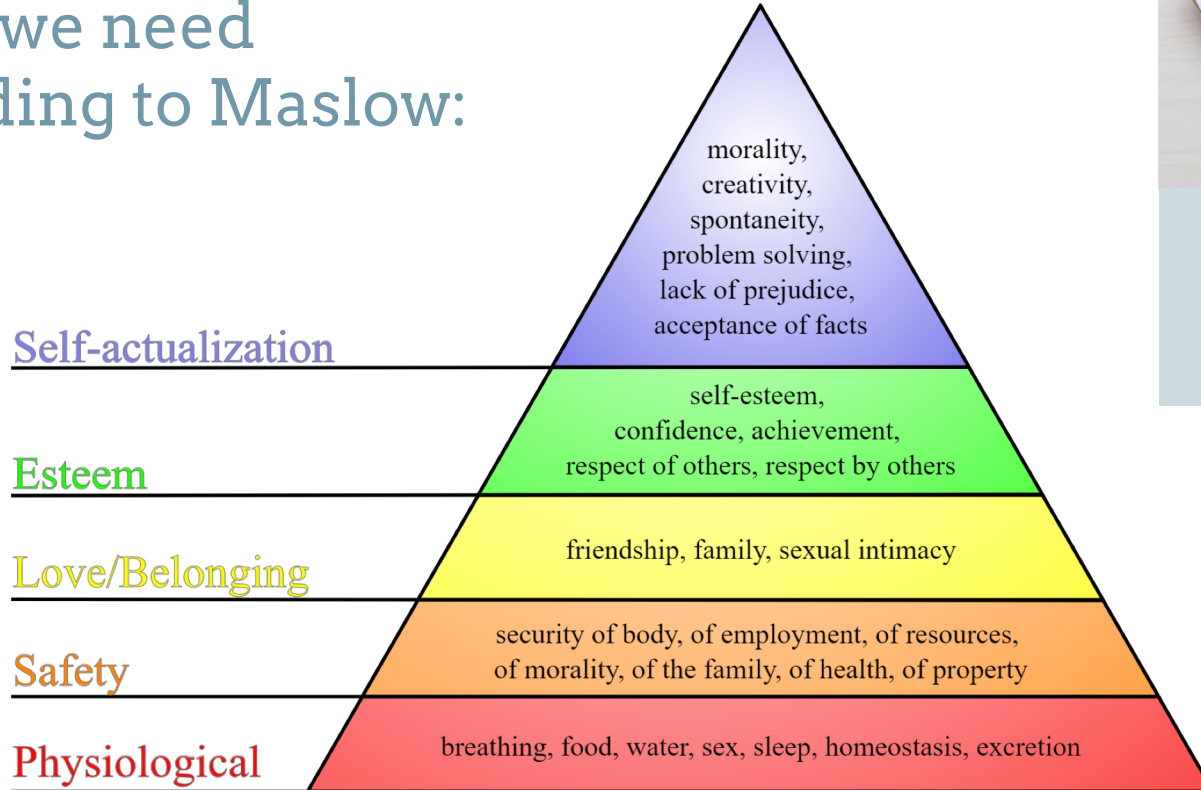 we need
ding to Maslow:
morality,
creativity,
spontaneity,
problem solving,
lack of prejudice,
acceptance of facts
Self-actualization
self-esteem,
confidence, achievement,
respect of others, respect by others
Esteem
friendship, family, sexual intimacy
Love/Belonging
security of body, of employment, of resources,
of morality, of the family, of health, of property
Safety
breathing, food, water, sex, sleep, homeostasis, excretion
Physiological